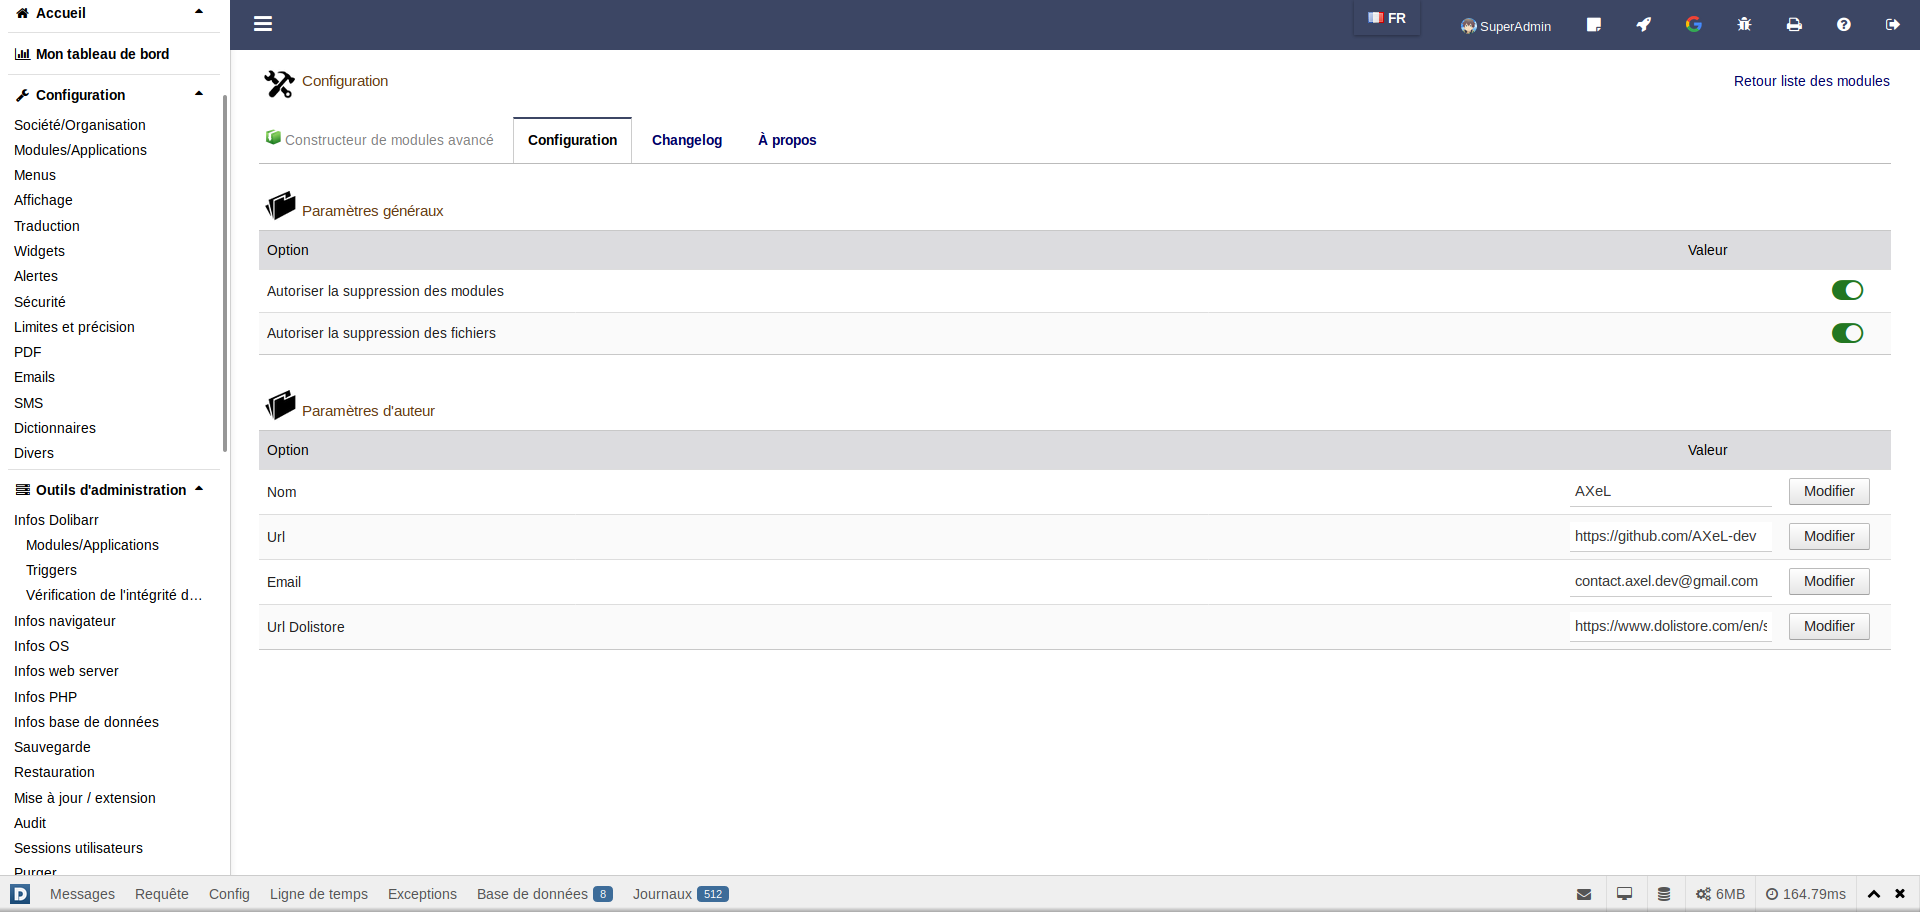 Accueil
Mon tableau de bord
Configuration
Société/Organisation
Modules/Applications
Menus
Affichage
Traduction
Widgets
Alertes
Sécurité
Limites et précision
PDF
Emails
SMS
Dictionnaires
Divers
Outils d'administration
Infos Dolibarr
Modules/Applications
Triggers
Vérification de l'intégrité d...
Infos navigateur
Infos OS
Infos web server
Infos PHP
Infos base de données
Sauvegarde
Restauration
Mise à jour / extension
Audit
Sessions utilisateurs
Purger
FR SuperAdmin
Configuration Retour liste des modules
Constructeur de modules avancé Configuration Changelog À propos
Paramètres généraux
Option Valeur
Autoriser la suppression des modules
Autoriser la suppression des fichiers
Paramètres d'auteur
Option Valeur
Nom AXeL Modifier
Url https://github.com/AXeL-dev Modifier
Email contact.axel.dev@gmail.com Modifier
Url Dolistore https://www.dolistore.com/en/s Modifier
D Messages Requête Config Ligne de temps Exceptions Base de données 8 Journaux 512 6MB 164.79ms